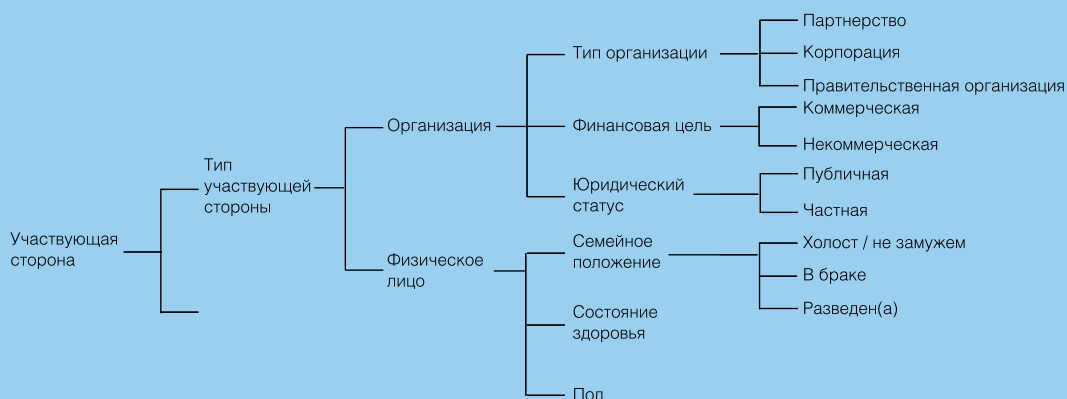 Участвующая
сторона
Тип
участвующей
стороны
Организация
Физическое
лицо
Тип организации
Финансовая цель
Юридический
статус
Семейное
положение
Состояние
здоровья
Пол
Партнерство
Корпорация
Правительственная организация
Коммерческая
Некоммерческая
Публичная
Частная
Холост / не замужем
В браке
Разведен(а)